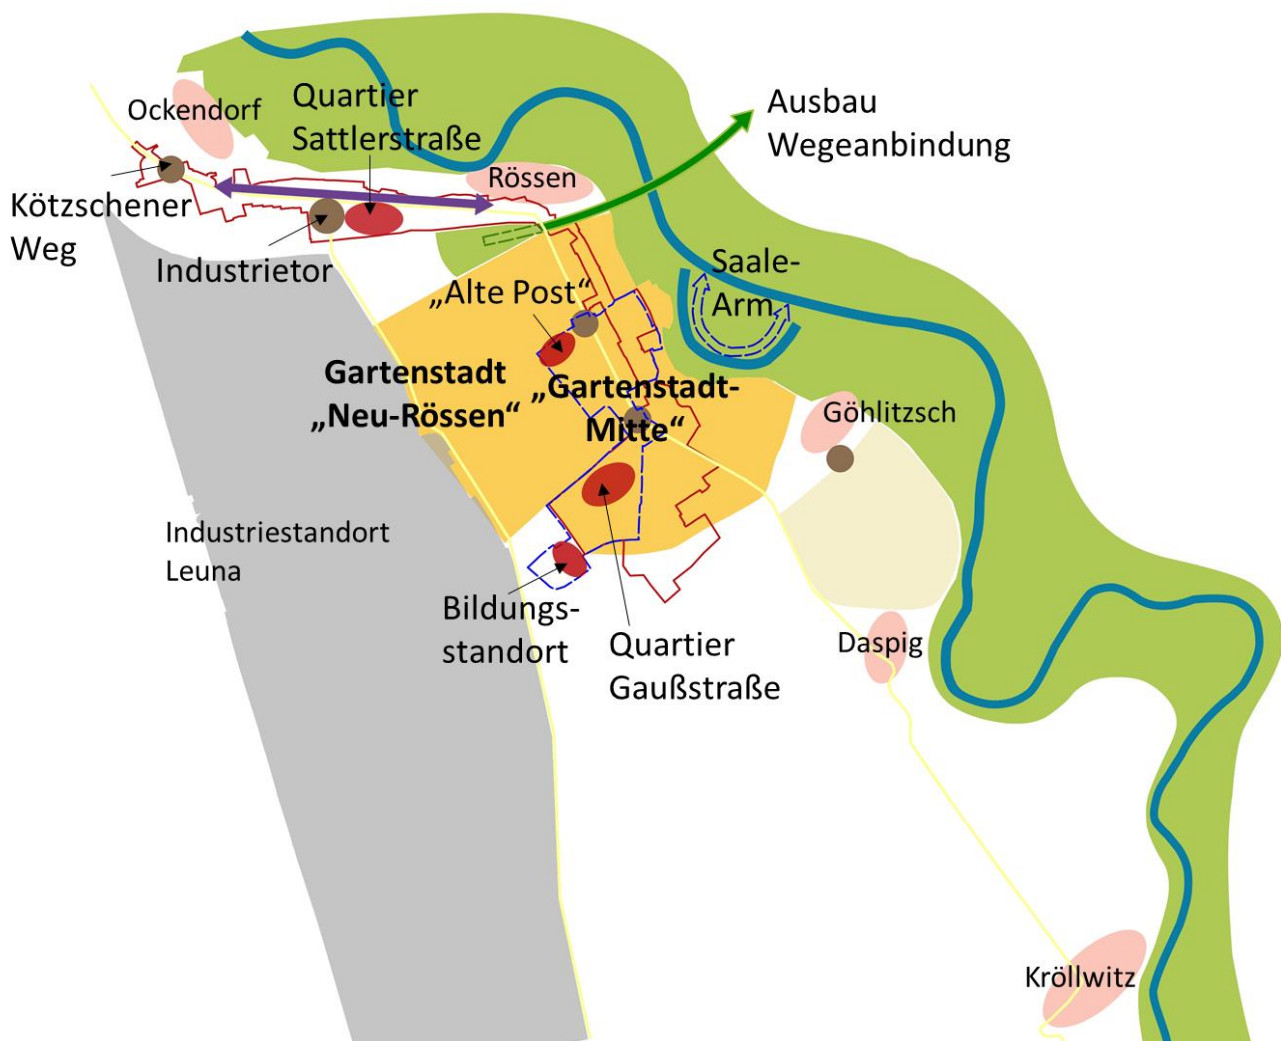 Ockendorf
Quartier
Sattlerstraße
Ausbau
Wegeanbindung
Rössen
Kötzschener
Weg
Industrietor
Saale-
Arm
„Alte Post“
Gartenstadt
„Neu-Rössen“
„Gartenstadt-
Mitte“
Göhlitzsch
Industriestandort
Leuna
Bildungs-
standort
Quartier
Gaußstraße
Daspig
Kröllwitz